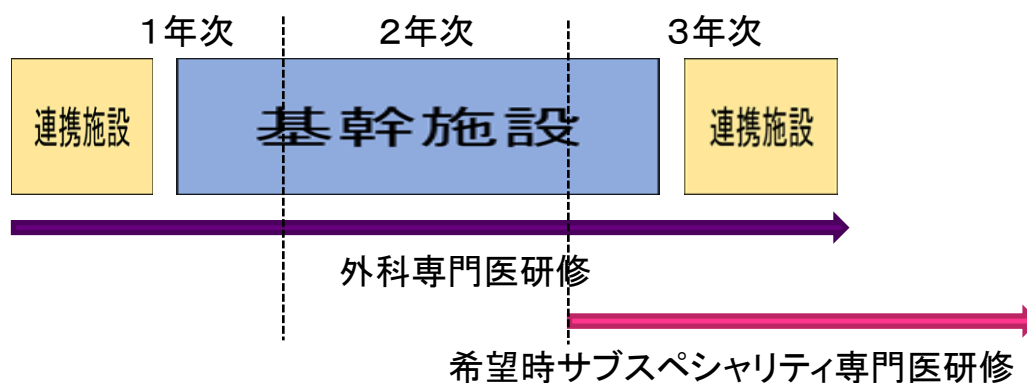 １年次 ２年次 ３年次
連携施設 基幹施設 連携施設
外科専門医研修
希望時サブスペシャリティ専門医研修